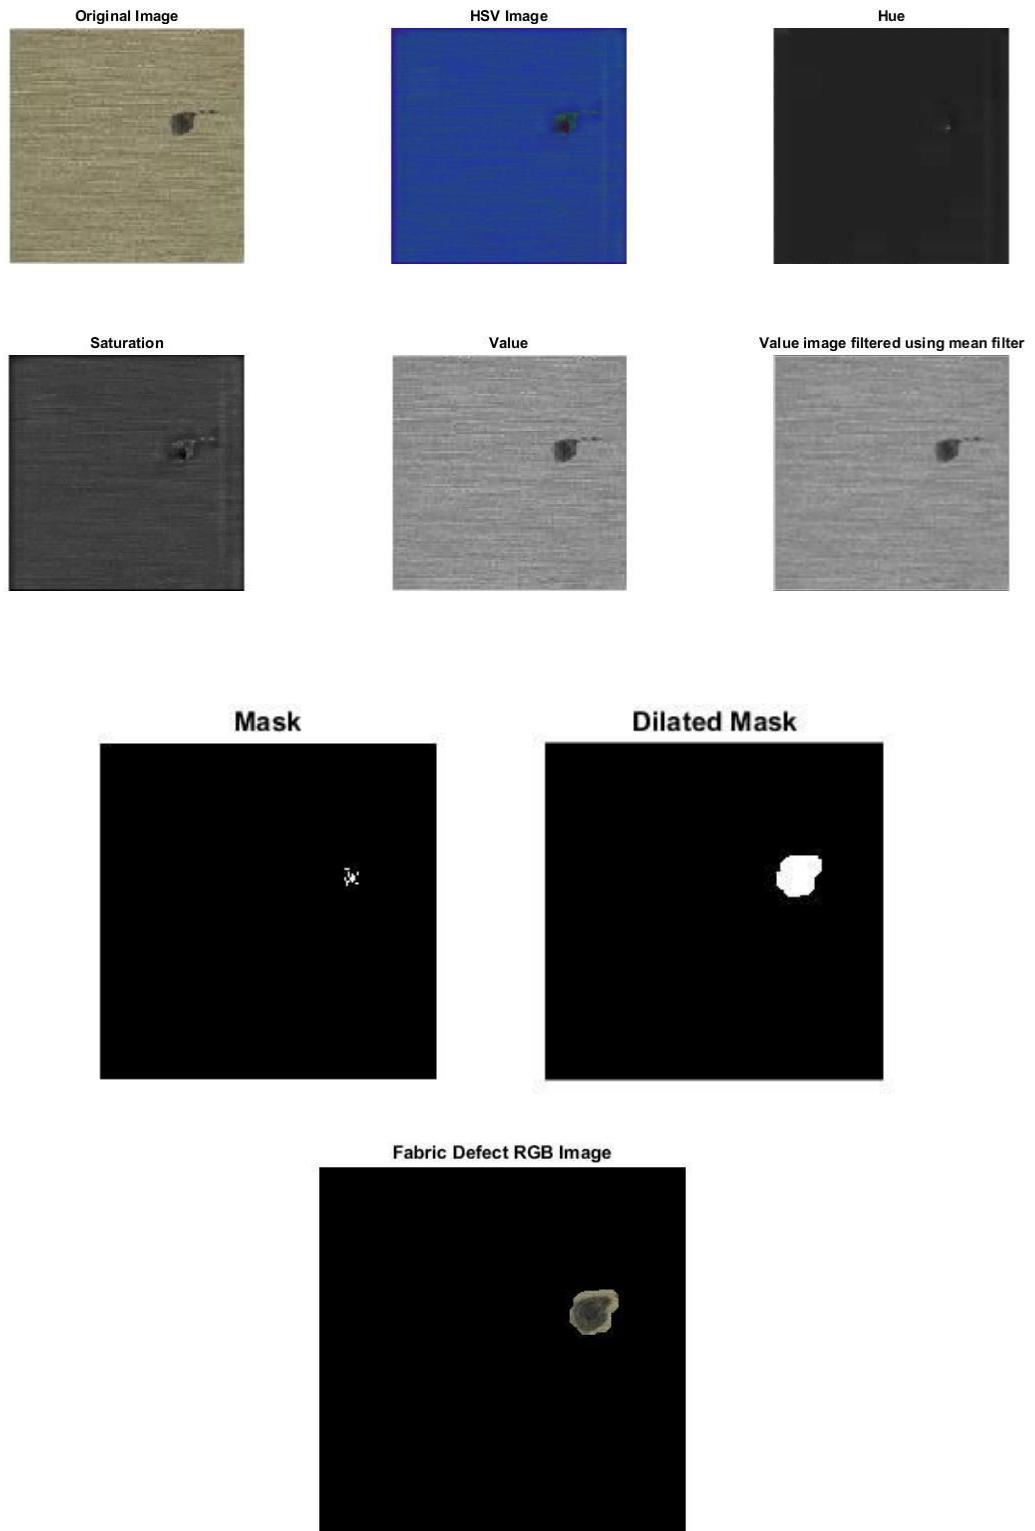 Original Image
HSV Image
Hue
Saturation
Value
Value image filtered using mean filter
Mask
Dilated Mask
Fabric Defect RGB Image